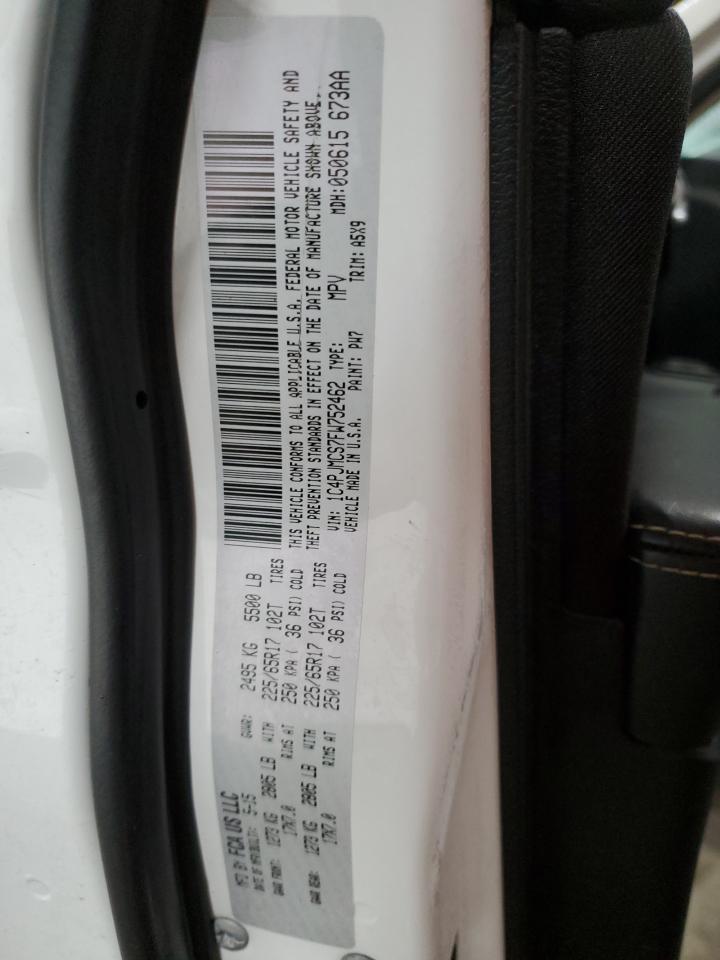 MFD BY FCA US LLC
DATE OF MFR/BUILT: 5-15 GVWR: 2495 KG 5500 LB
GAWR FRONT: 1273 KG 2805 LB WITH 225/65R17 102T TIRES
17X7.0 RIMS AT 250 KPA ( 36 PSI) COLD
GAWR REAR: 1273 KG 2805 LB WITH 225/65R17 102T TIRES
17X7.0 RIMS AT 250 KPA ( 36 PSI) COLD
THIS VEHICLE CONFORMS TO ALL APPLICABLE U.S.A. FEDERAL MOTOR VEHICLE SAFETY AND
THEFT PREVENTION STANDARDS IN EFFECT ON THE DATE OF MANUFACTURE SHOWN ABOVE.
VIN: 1C4PJMCS7FW752462 TYPE: MPV MDH:050615 673AA
VEHICLE MADE IN U.S.A. PAINT: PW7 TRIM: A5X9